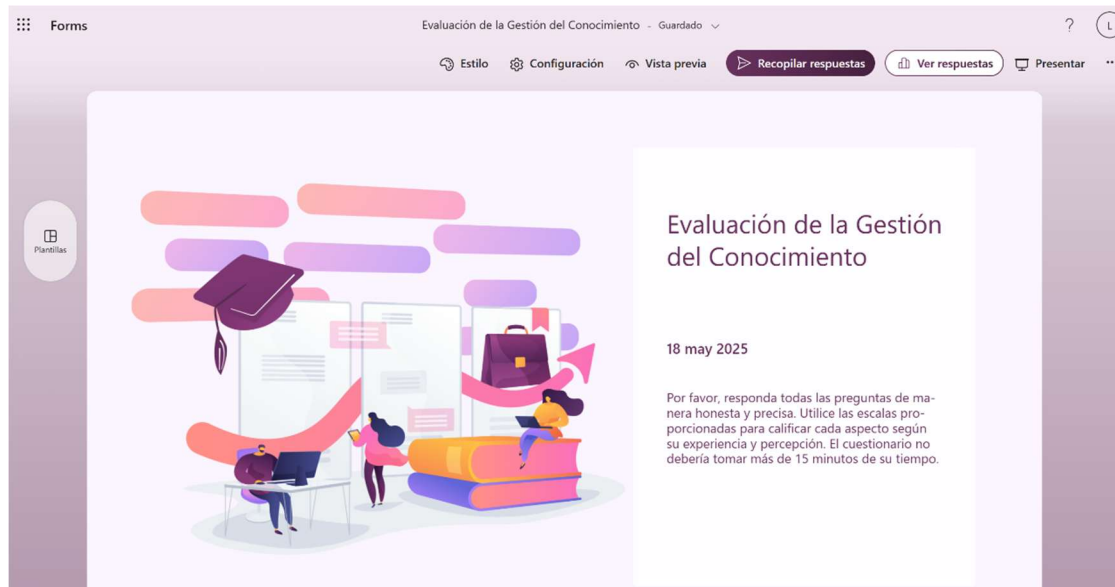 Forms
Evaluación de la Gestión del Conocimiento - Guardado
?
L
Estilo
Configuración
Vista previa
Recopilar respuestas
Ver respuestas
Presentar
Plantillas
Evaluación de la Gestión
del Conocimiento
18 may 2025
Por favor, responda todas las preguntas de ma-
nera honesta y precisa. Utilice las escalas pro-
porcionadas para calificar cada aspecto según
su experiencia y percepción. El cuestionario no
debería tomar más de 15 minutos de su tiempo.